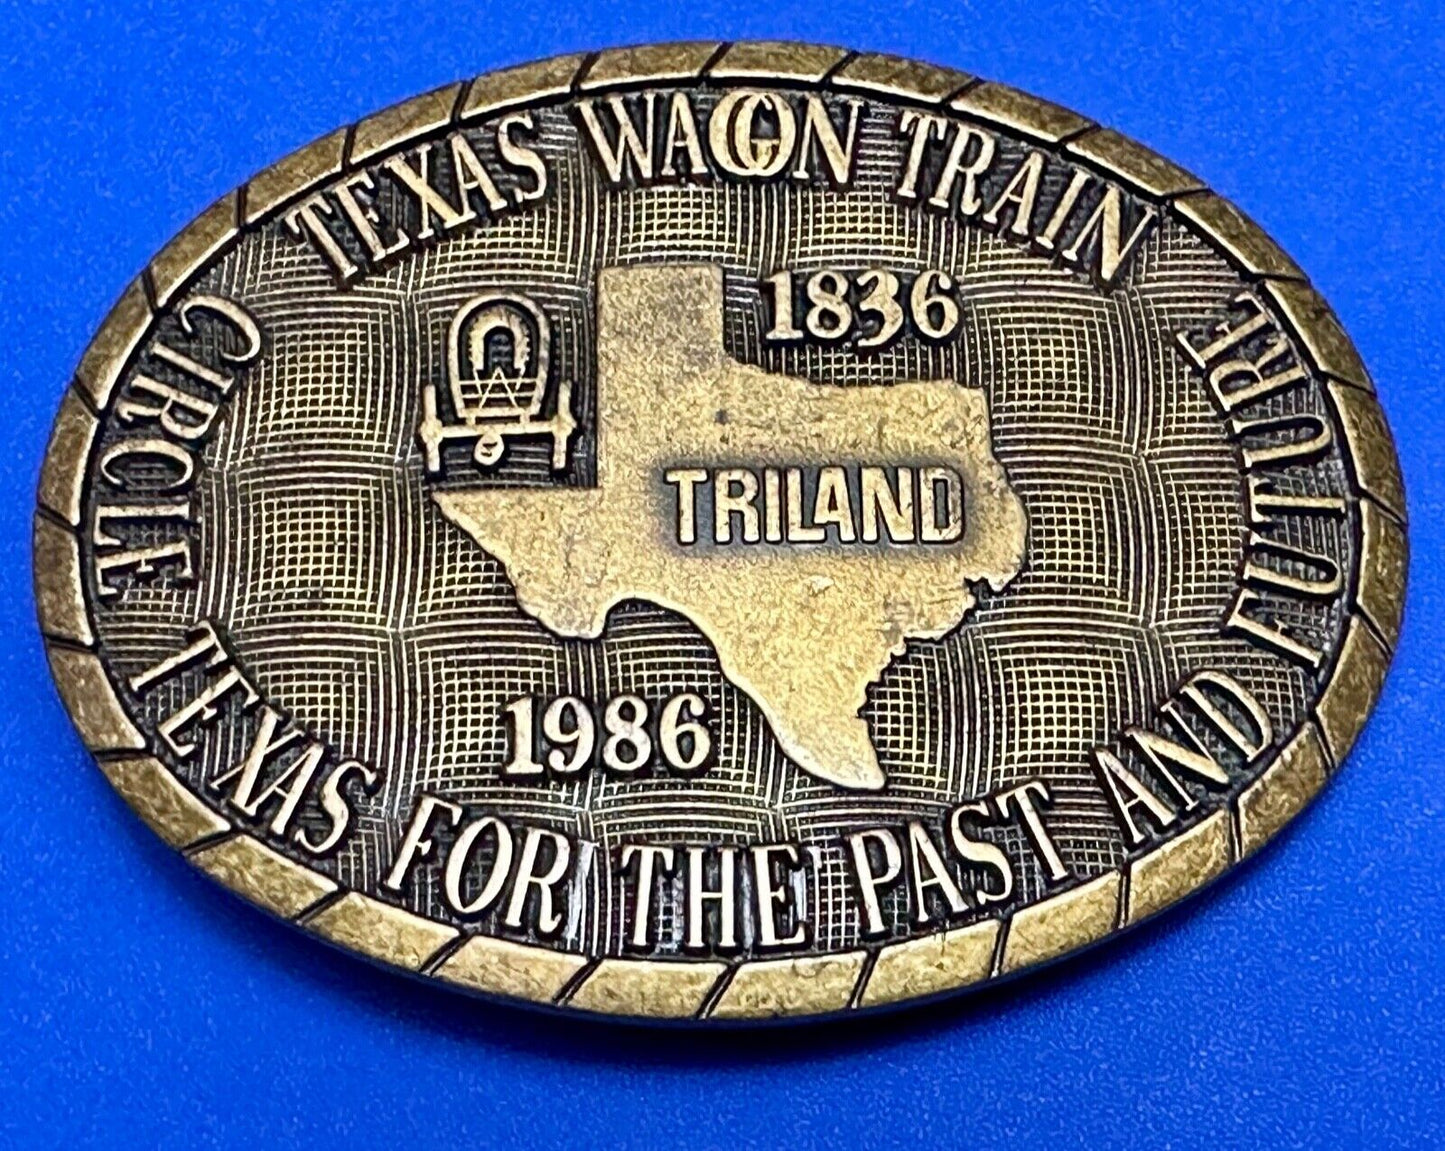 TEXAS WAGON TRAIN
1836
TRILAND
1986
CIRCLE TEXAS FOR THE PAST AND FUTURE